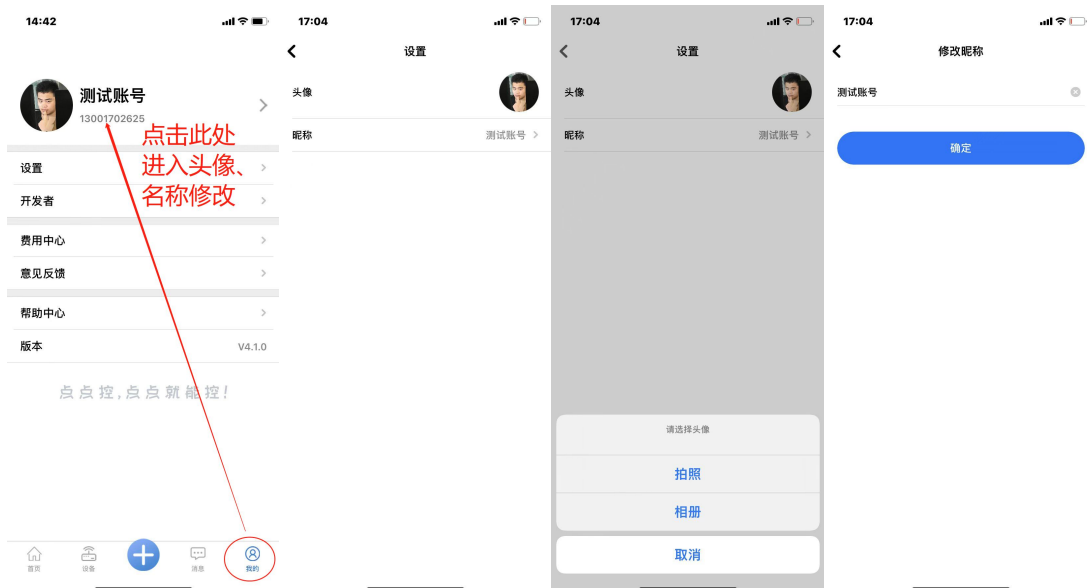 14:42
测试账号
13001702625
点击此处
进入头像、
名称修改
设置
开发者
费用中心
意见反馈
帮助中心
版本
V4.1.0
点点控,点点就能控!
首页
设备
消息
我的
17:04
设置
头像
昵称
测试账号
17:04
设置
头像
昵称
测试账号
请选择头像
拍照
相册
取消
17:04
修改昵称
测试账号
确定